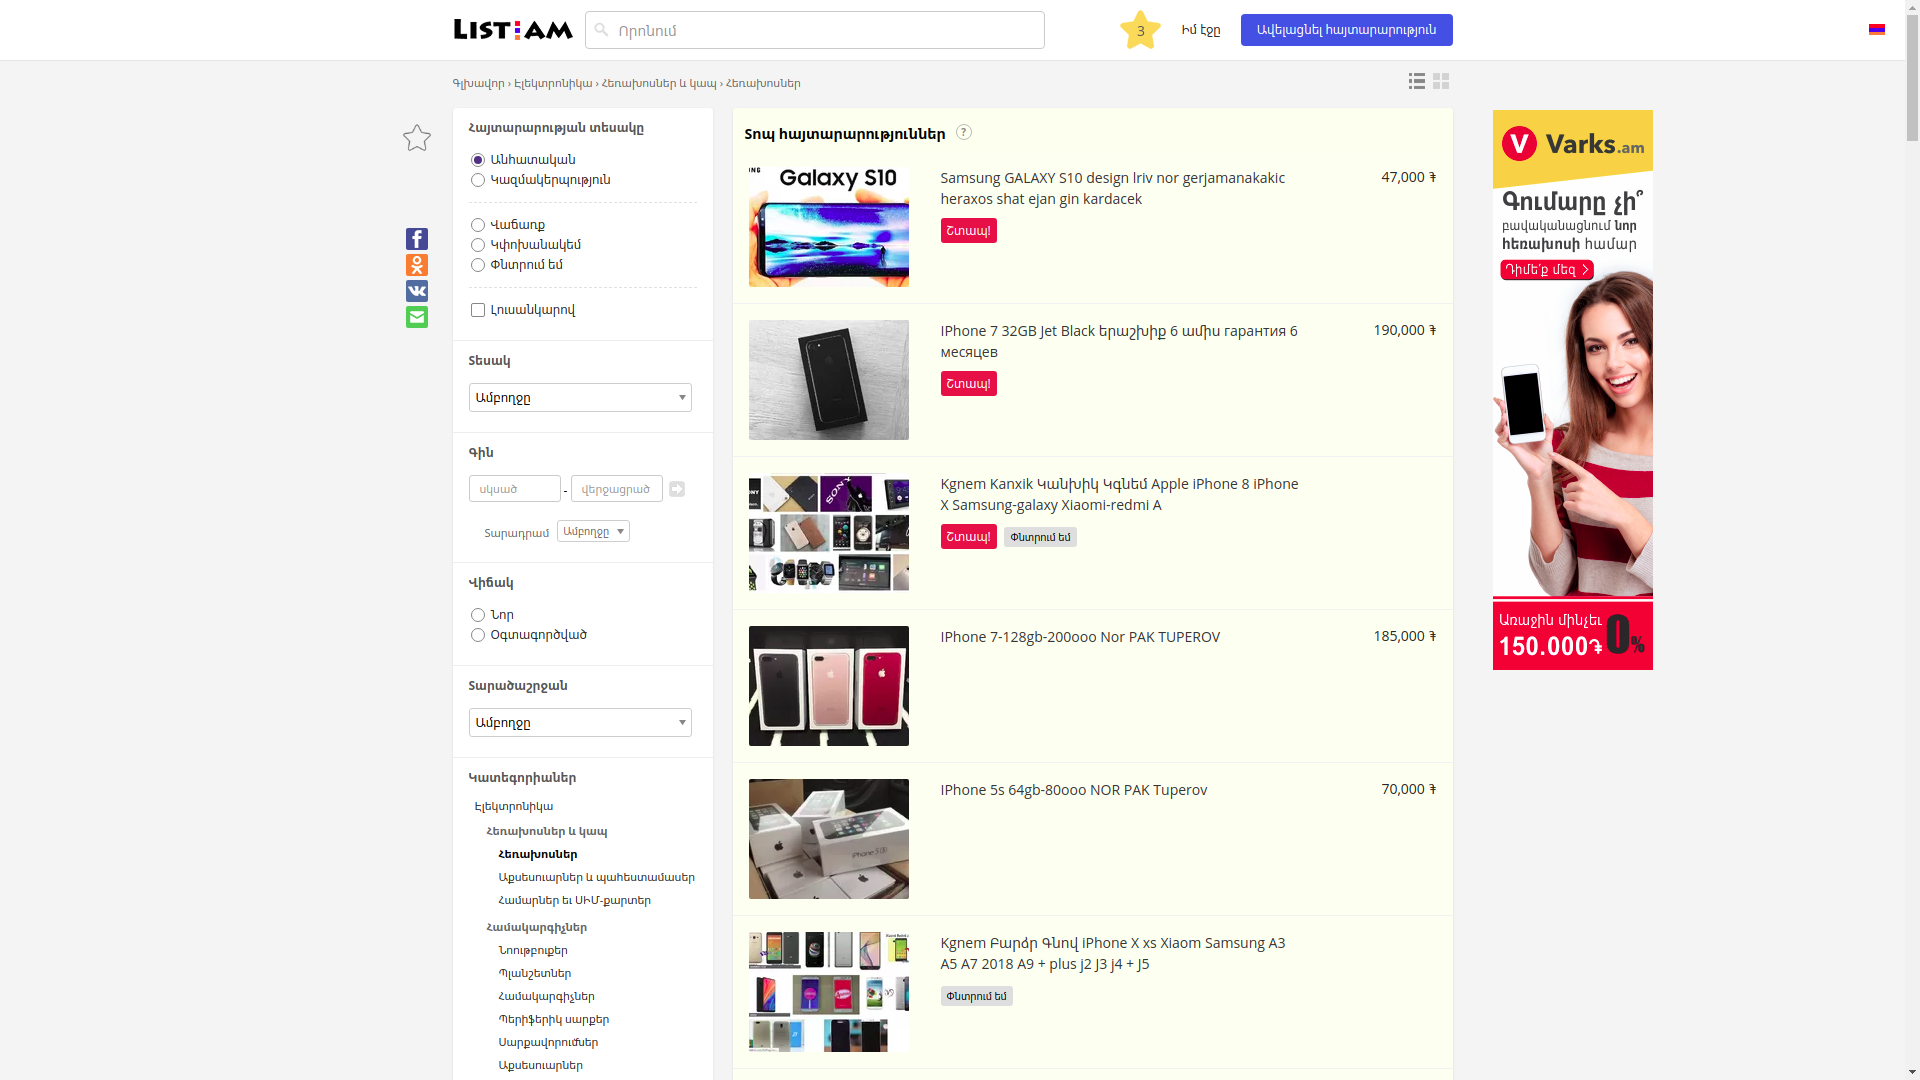 LIST.AM
Որոնում
3
Իմ էջը
Ավելացնել հայտարարություն
Գլխավոր › Էլեկտրոնիկա › Հեռախոսներ և կապ › Հեռախոսներ
Հայտարարության տեսակը
Անհատական
Կազմակերպություն
Վաճառք
Կփոխանակեմ
Փնտրում եմ
Լուսանկարով
Տեսակ
Ամբողջը
Գին
սկսած - վերջացրած
Տարադրամ Ամբողջը
Վիճակ
Նոր
Օգտագործված
Տարածաշրջան
Ամբողջը
Կատեգորիաներ
Էլեկտրոնիկա
Հեռախոսներ և կապ
Հեռախոսներ
Աքսեսուարներ և պահեստամասեր
Համարներ եւ ՍԻՄ-քարտեր
Համակարգիչներ
Նոութբուքեր
Պլանշետներ
Համակարգիչներ
Պերիֆերիկ սարքեր
Սարքավորումներ
Աքսեսուարներ
Տոպ հայտարարություններ ?
Galaxy S10
Samsung GALAXY S10 design lriv nor gerjamanakakic
heraxos shat ejan gin kardacek
47,000 ֏
Շտապ!
IPhone 7 32GB Jet Black երաշխիք 6 ամիս гарантия 6
месяцев
190,000 ֏
Շտապ!
Kgnem Kanxik Կանխիկ Կգնեմ Apple iPhone 8 iPhone
X Samsung-galaxy Xiaomi-redmi A
Շտապ! Փնտրում եմ
IPhone 7-128gb-200ooo Nor PAK TUPEROV
185,000 ֏
IPhone 5s 64gb-80ooo NOR PAK Tuperov
70,000 ֏
Kgnem Բարձր Գնով iPhone X xs Xiaom Samsung A3
A5 A7 2018 A9 + plus j2 J3 j4 + J5
Փնտրում եմ
V Varks.am
Գումարը չի՞
բավականացնում նոր
հեռախոսի համար
Դիմե՛ք մեզ
Առաջին մինչեւ
150.000֏ 0%